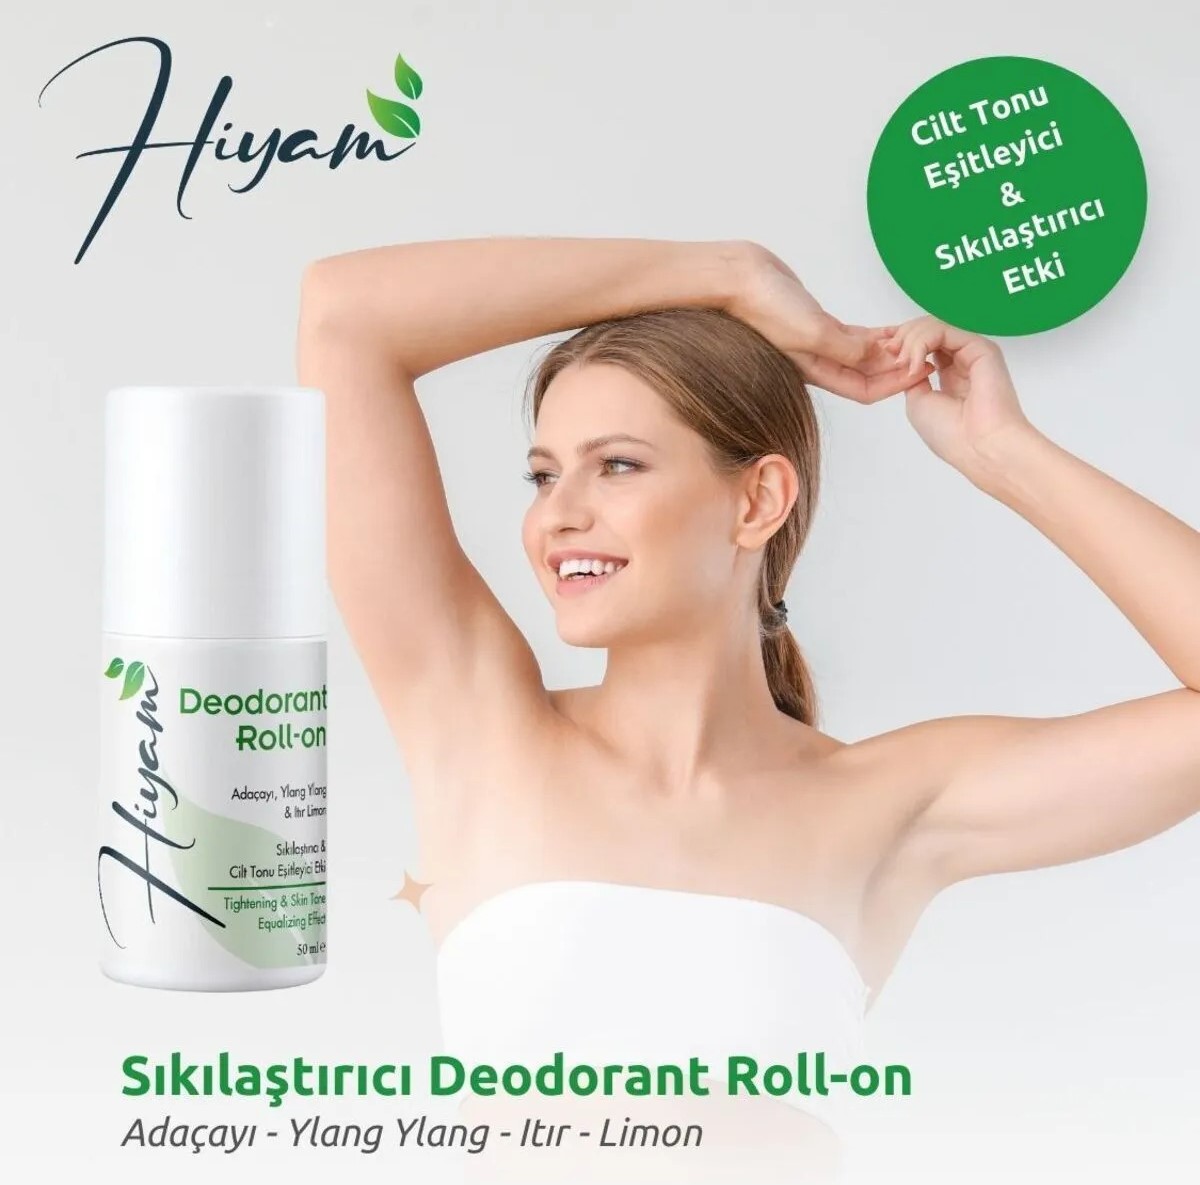 Hiyam
Cilt Tonu
Eşitleyici
&
Sıkılaştırıcı
Etki
Hiyam
Deodorant
Roll-on
Adaçayı, Ylang Ylang
& Itır Limon
Sıkılaştırıcı &
Cilt Tonu Eşitleyici Etki
Tightening & Skin Tone
Equalizing Effect
50 ml e
Sıkılaştırıcı Deodorant Roll-on
Adaçayı - Ylang Ylang - Itır - Limon